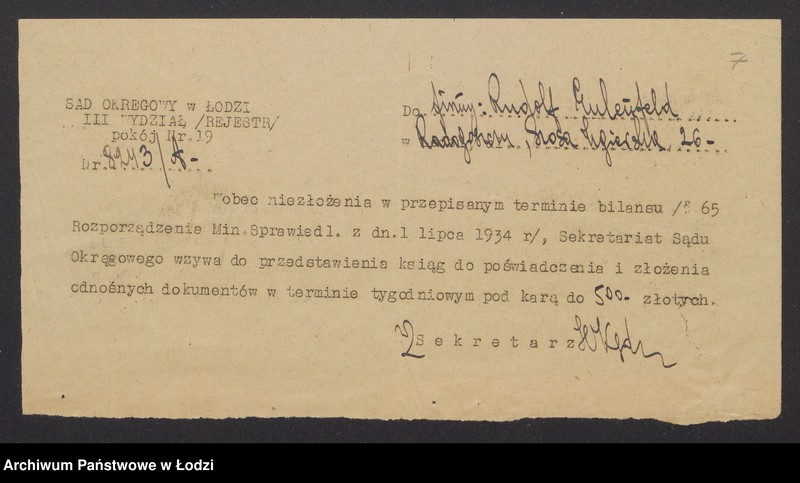 7
SĄD OKRĘGOWY w ŁODZI
III WYDZIAŁ /REJESTR/
pokój Nr.19
Nr. 8243/A-
Do firmy: Rudolf
w Radogoszczu, Szosa Zgierska 26-
Wobec niezłożenia w przepisanym terminie bilansu /§ 65
Rozporządzenie Min.Sprawiedl. z dn.1 lipca 1934 r/, Sekretariat Sądu
Okręgowego wzywa do przedstawienia ksiąg do poświadczenia i złożenia
odnośnych dokumentów w terminie tygodniowym pod karą do 500- złotych.
Sekretarz
Archiwum Państwowe w Łodzi